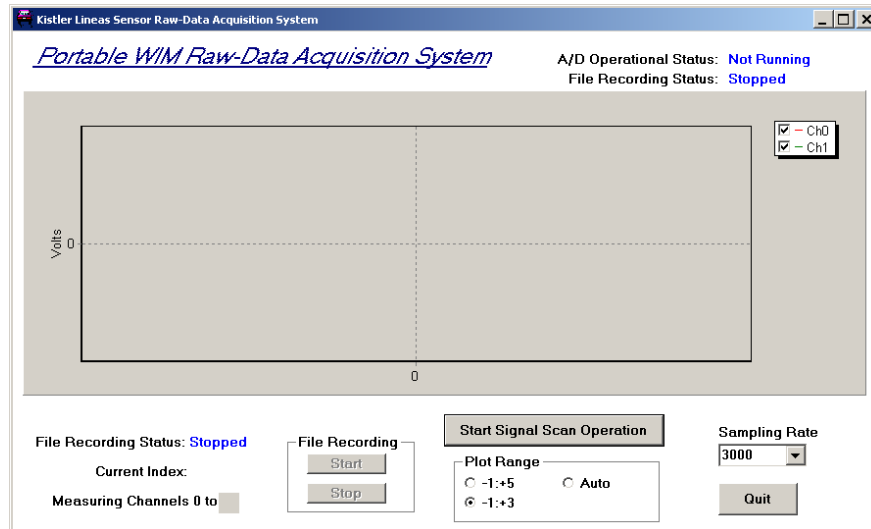 Kistler Lineas Sensor Raw-Data Acquisition System
Portable WIM Raw-Data Acquisition System
A/D Operational Status: Not Running
File Recording Status: Stopped
Ch0
Ch1
Volts
0
0
File Recording Status: Stopped
Current Index:
Measuring Channels 0 to
File Recording
Start
Stop
Start Signal Scan Operation
Plot Range
-1:+5
Auto
-1:+3
Sampling Rate
3000
Quit